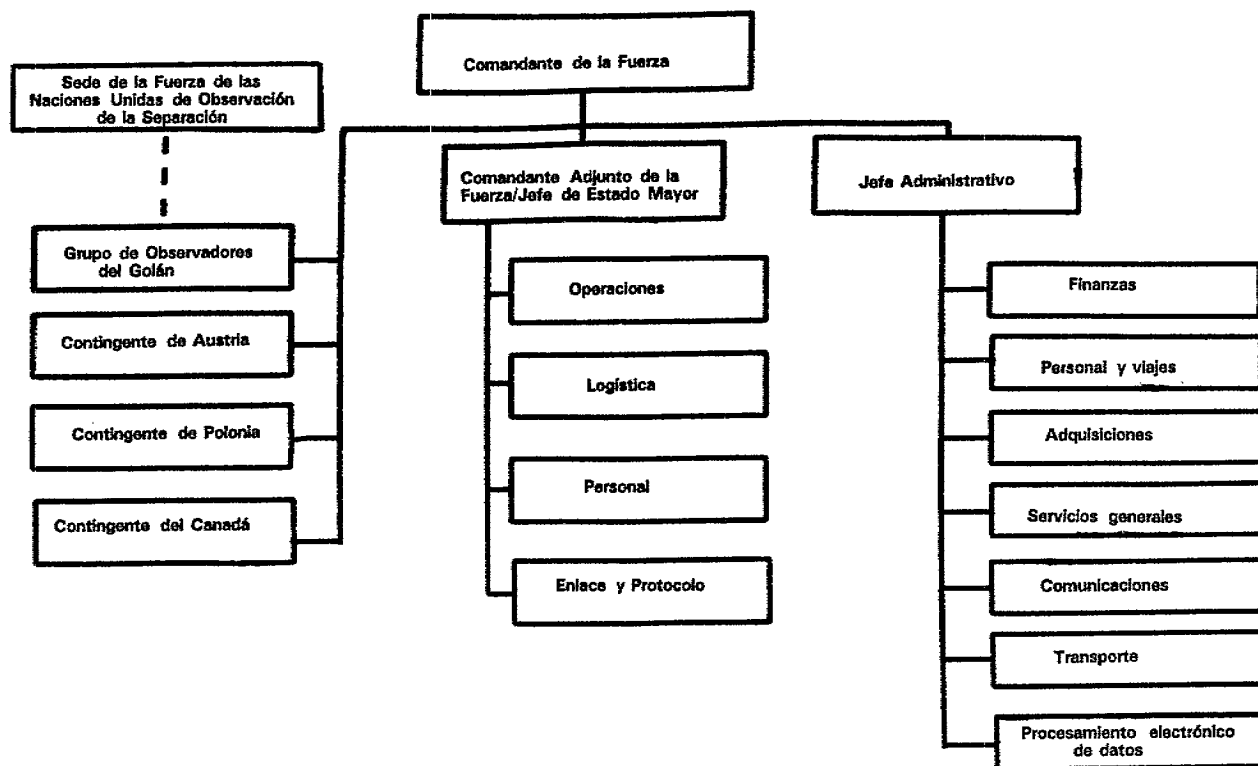 Comandante de la Fuerza
Sede de la Fuerza de las
Naciones Unidas de Observación
de la Separación
Comandante Adjunto de la
Fuerza/Jefe de Estado Mayor
Jefe Administrativo
Grupo de Observadores
del Golán
Contingente de Austria
Contingente de Polonia
Contingente del Canadá
Operaciones
Logística
Personal
Enlace y Protocolo
Finanzas
Personal y viajes
Adquisiciones
Servicios generales
Comunicaciones
Transporte
Procesamiento electrónico
de datos